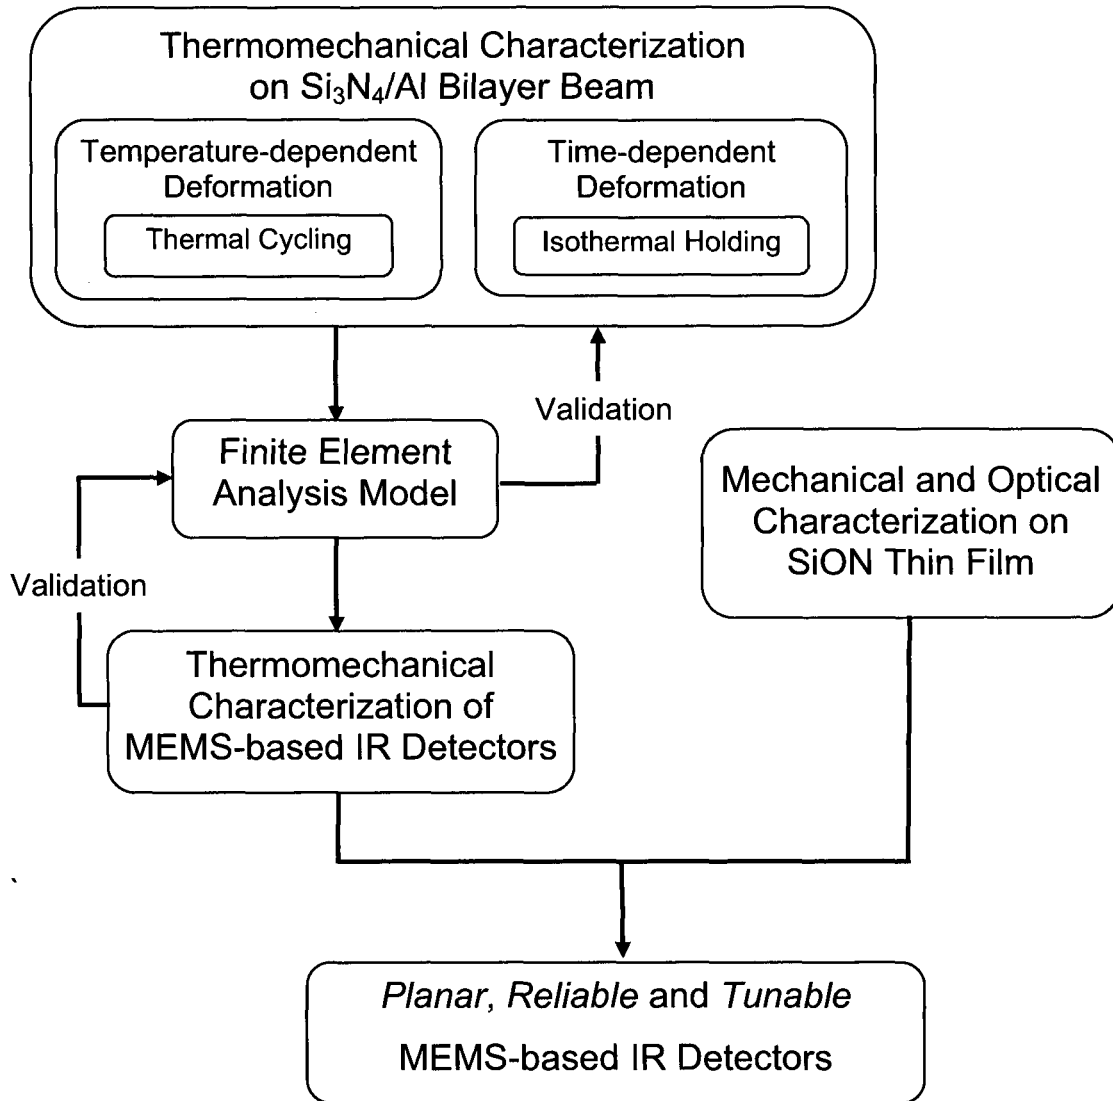 Thermomechanical Characterization
on Si₃N₄/Al Bilayer Beam
Temperature-dependent
Deformation
Thermal Cycling
Time-dependent
Deformation
Isothermal Holding
Validation
Finite Element
Analysis Model
Mechanical and Optical
Characterization on
SiON Thin Film
Validation
Thermomechanical
Characterization of
MEMS-based IR Detectors
Planar, Reliable and Tunable
MEMS-based IR Detectors